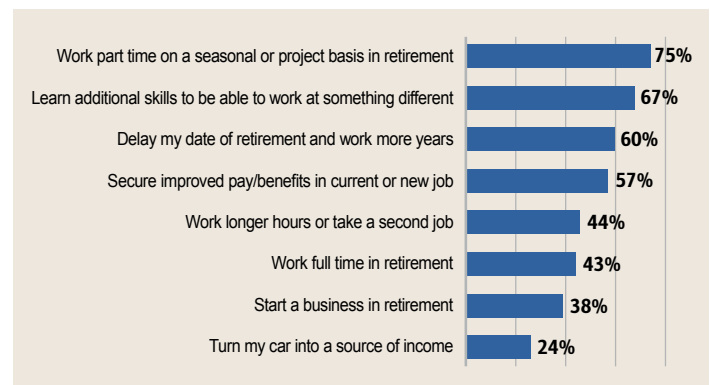 Work part time on a seasonal or project basis in retirement 75%
Learn additional skills to be able to work at something different 67%
Delay my date of retirement and work more years 60%
Secure improved pay/benefits in current or new job 57%
Work longer hours or take a second job 44%
Work full time in retirement 43%
Start a business in retirement 38%
Turn my car into a source of income 24%